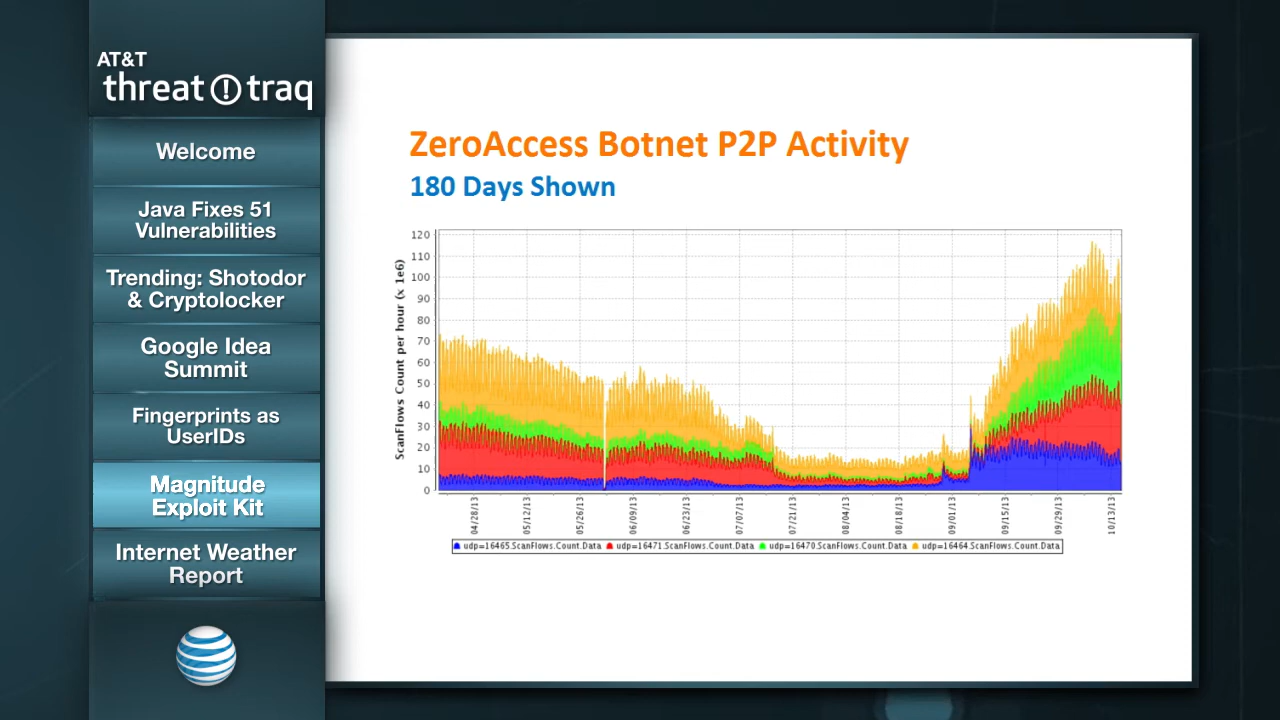 AT&T
threat traq
Welcome
Java Fixes 51
Vulnerabilities
Trending: Shotodor
& Cryptolocker
Google Idea
Summit
Fingerprints as
UserIDs
Magnitude
Exploit Kit
Internet Weather
Report
ZeroAccess Botnet P2P Activity
180 Days Shown
ScanFlows Count per hour (x 1e6)
120
110
100
90
80
70
60
50
40
30
20
10
0
04/28/13
05/12/13
05/26/13
06/09/13
06/23/13
07/07/13
07/21/13
08/04/13
08/18/13
09/01/13
09/15/13
09/29/13
10/13/13
udp=16465.ScanFlows.Count.Data udp=16471.ScanFlows.Count.Data udp=16470.ScanFlows.Count.Data udp=16464.ScanFlows.Count.Data